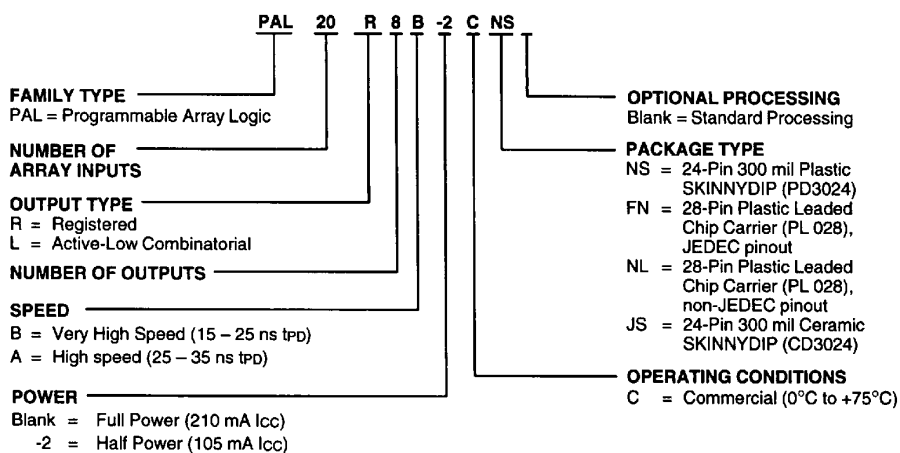 PAL 20 R 8 B -2 C NS
FAMILY TYPE
PAL = Programmable Array Logic
NUMBER OF
ARRAY INPUTS
OUTPUT TYPE
R = Registered
L = Active-Low Combinatorial
NUMBER OF OUTPUTS
SPEED
B = Very High Speed (15 – 25 ns tPD)
A = High speed (25 – 35 ns tPD)
POWER
Blank = Full Power (210 mA ICC)
-2 = Half Power (105 mA ICC)
OPTIONAL PROCESSING
Blank = Standard Processing
PACKAGE TYPE
NS = 24-Pin 300 mil Plastic
SKINNYDIP (PD3024)
FN = 28-Pin Plastic Leaded
Chip Carrier (PL 028),
JEDEC pinout
NL = 28-Pin Plastic Leaded
Chip Carrier (PL 028),
non-JEDEC pinout
JS = 24-Pin 300 mil Ceramic
SKINNYDIP (CD3024)
OPERATING CONDITIONS
C = Commercial (0°C to +75°C)